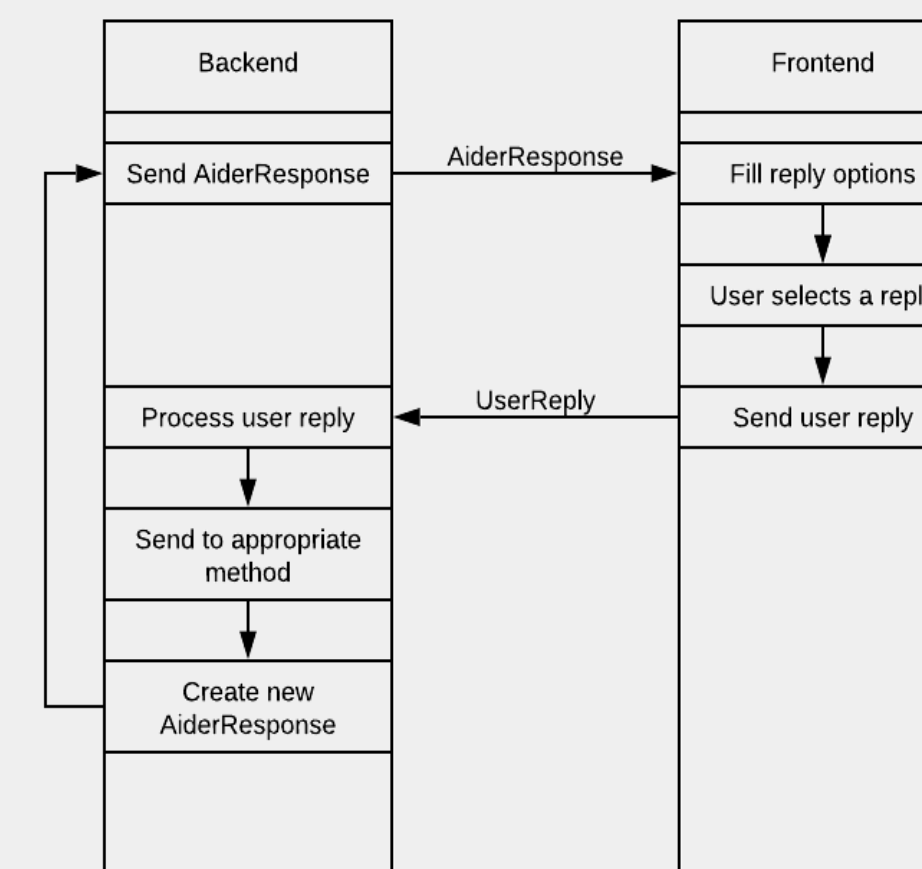 Backend
Frontend
AiderResponse
Send AiderResponse
Fill reply options
User selects a repl
UserReply
Process user reply
Send user reply
Send to appropriate
method
Create new
AiderResponse